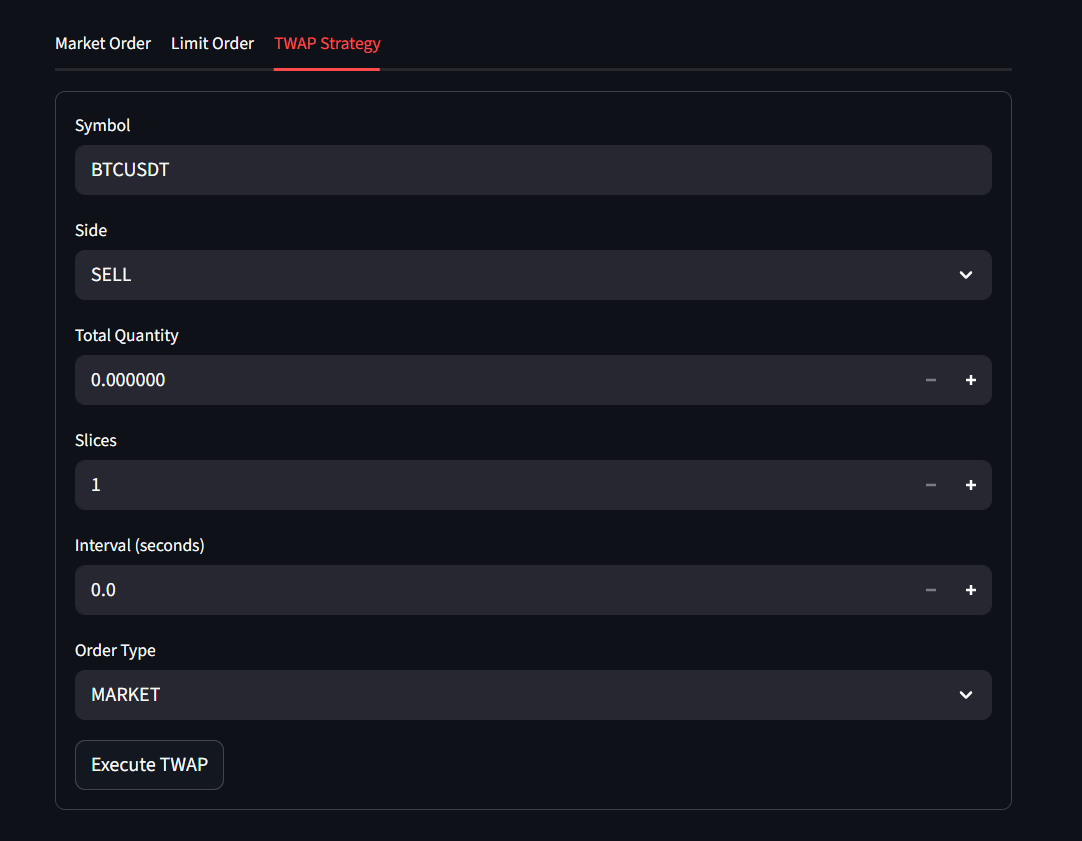 Market Order Limit Order TWAP Strategy
Symbol
BTCUSDT
Side
SELL
Total Quantity
0.000000
Slices
1
Interval (seconds)
0.0
Order Type
MARKET
Execute TWAP